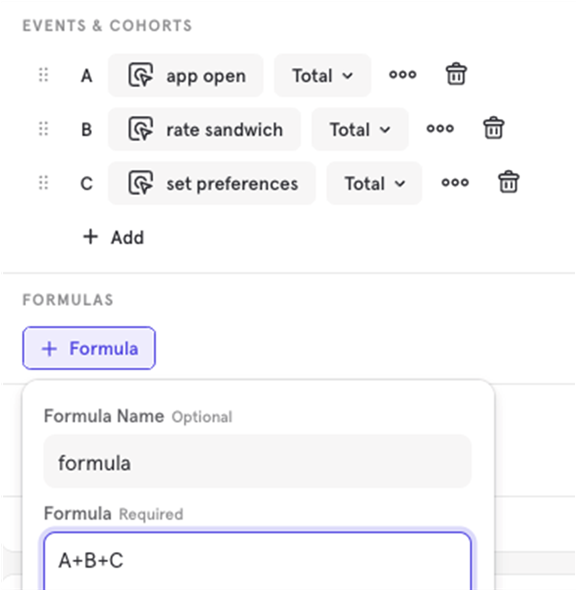 EVENTS & COHORTS
A app open Total
B rate sandwich Total
C set preferences Total
+ Add
FORMULAS
+ Formula
Formula Name Optional
formula
Formula Required
A+B+C